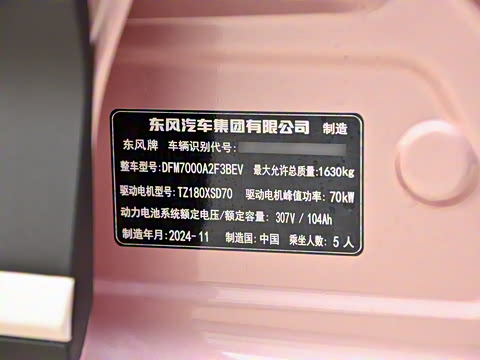 东风汽车集团有限公司 制造
东风牌 车辆识别代号:
整车型号:DFM7000A2F3BEV 最大允许总质量:1630kg
驱动电机型号:TZ180XSD70 驱动电机峰值功率: 70kW
动力电池系统额定电压/额定容量: 307V / 104Ah
制造年月:2024-11 制造国: 中国 乘坐人数: 5 人